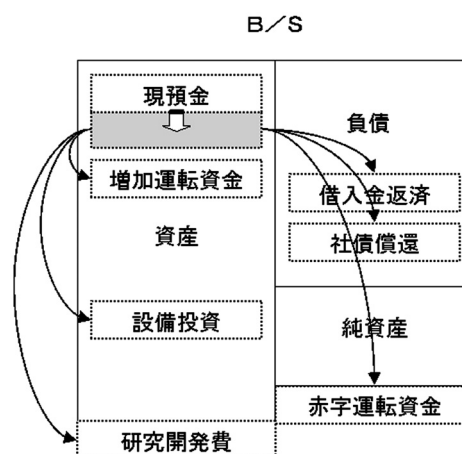 B／S
現預金
増加運転資金
資産
設備投資
研究開発費
負債
借入金返済
社債償還
純資産
赤字運転資金